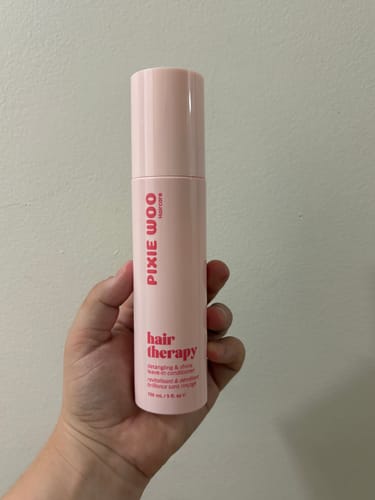 PIXIE WOO
Haircare
hair
therapy
detangling & shine
leave-in conditioner
revitalisant & démêlant
brillance sans rinçage
150 mL / 5 fl. oz ℮